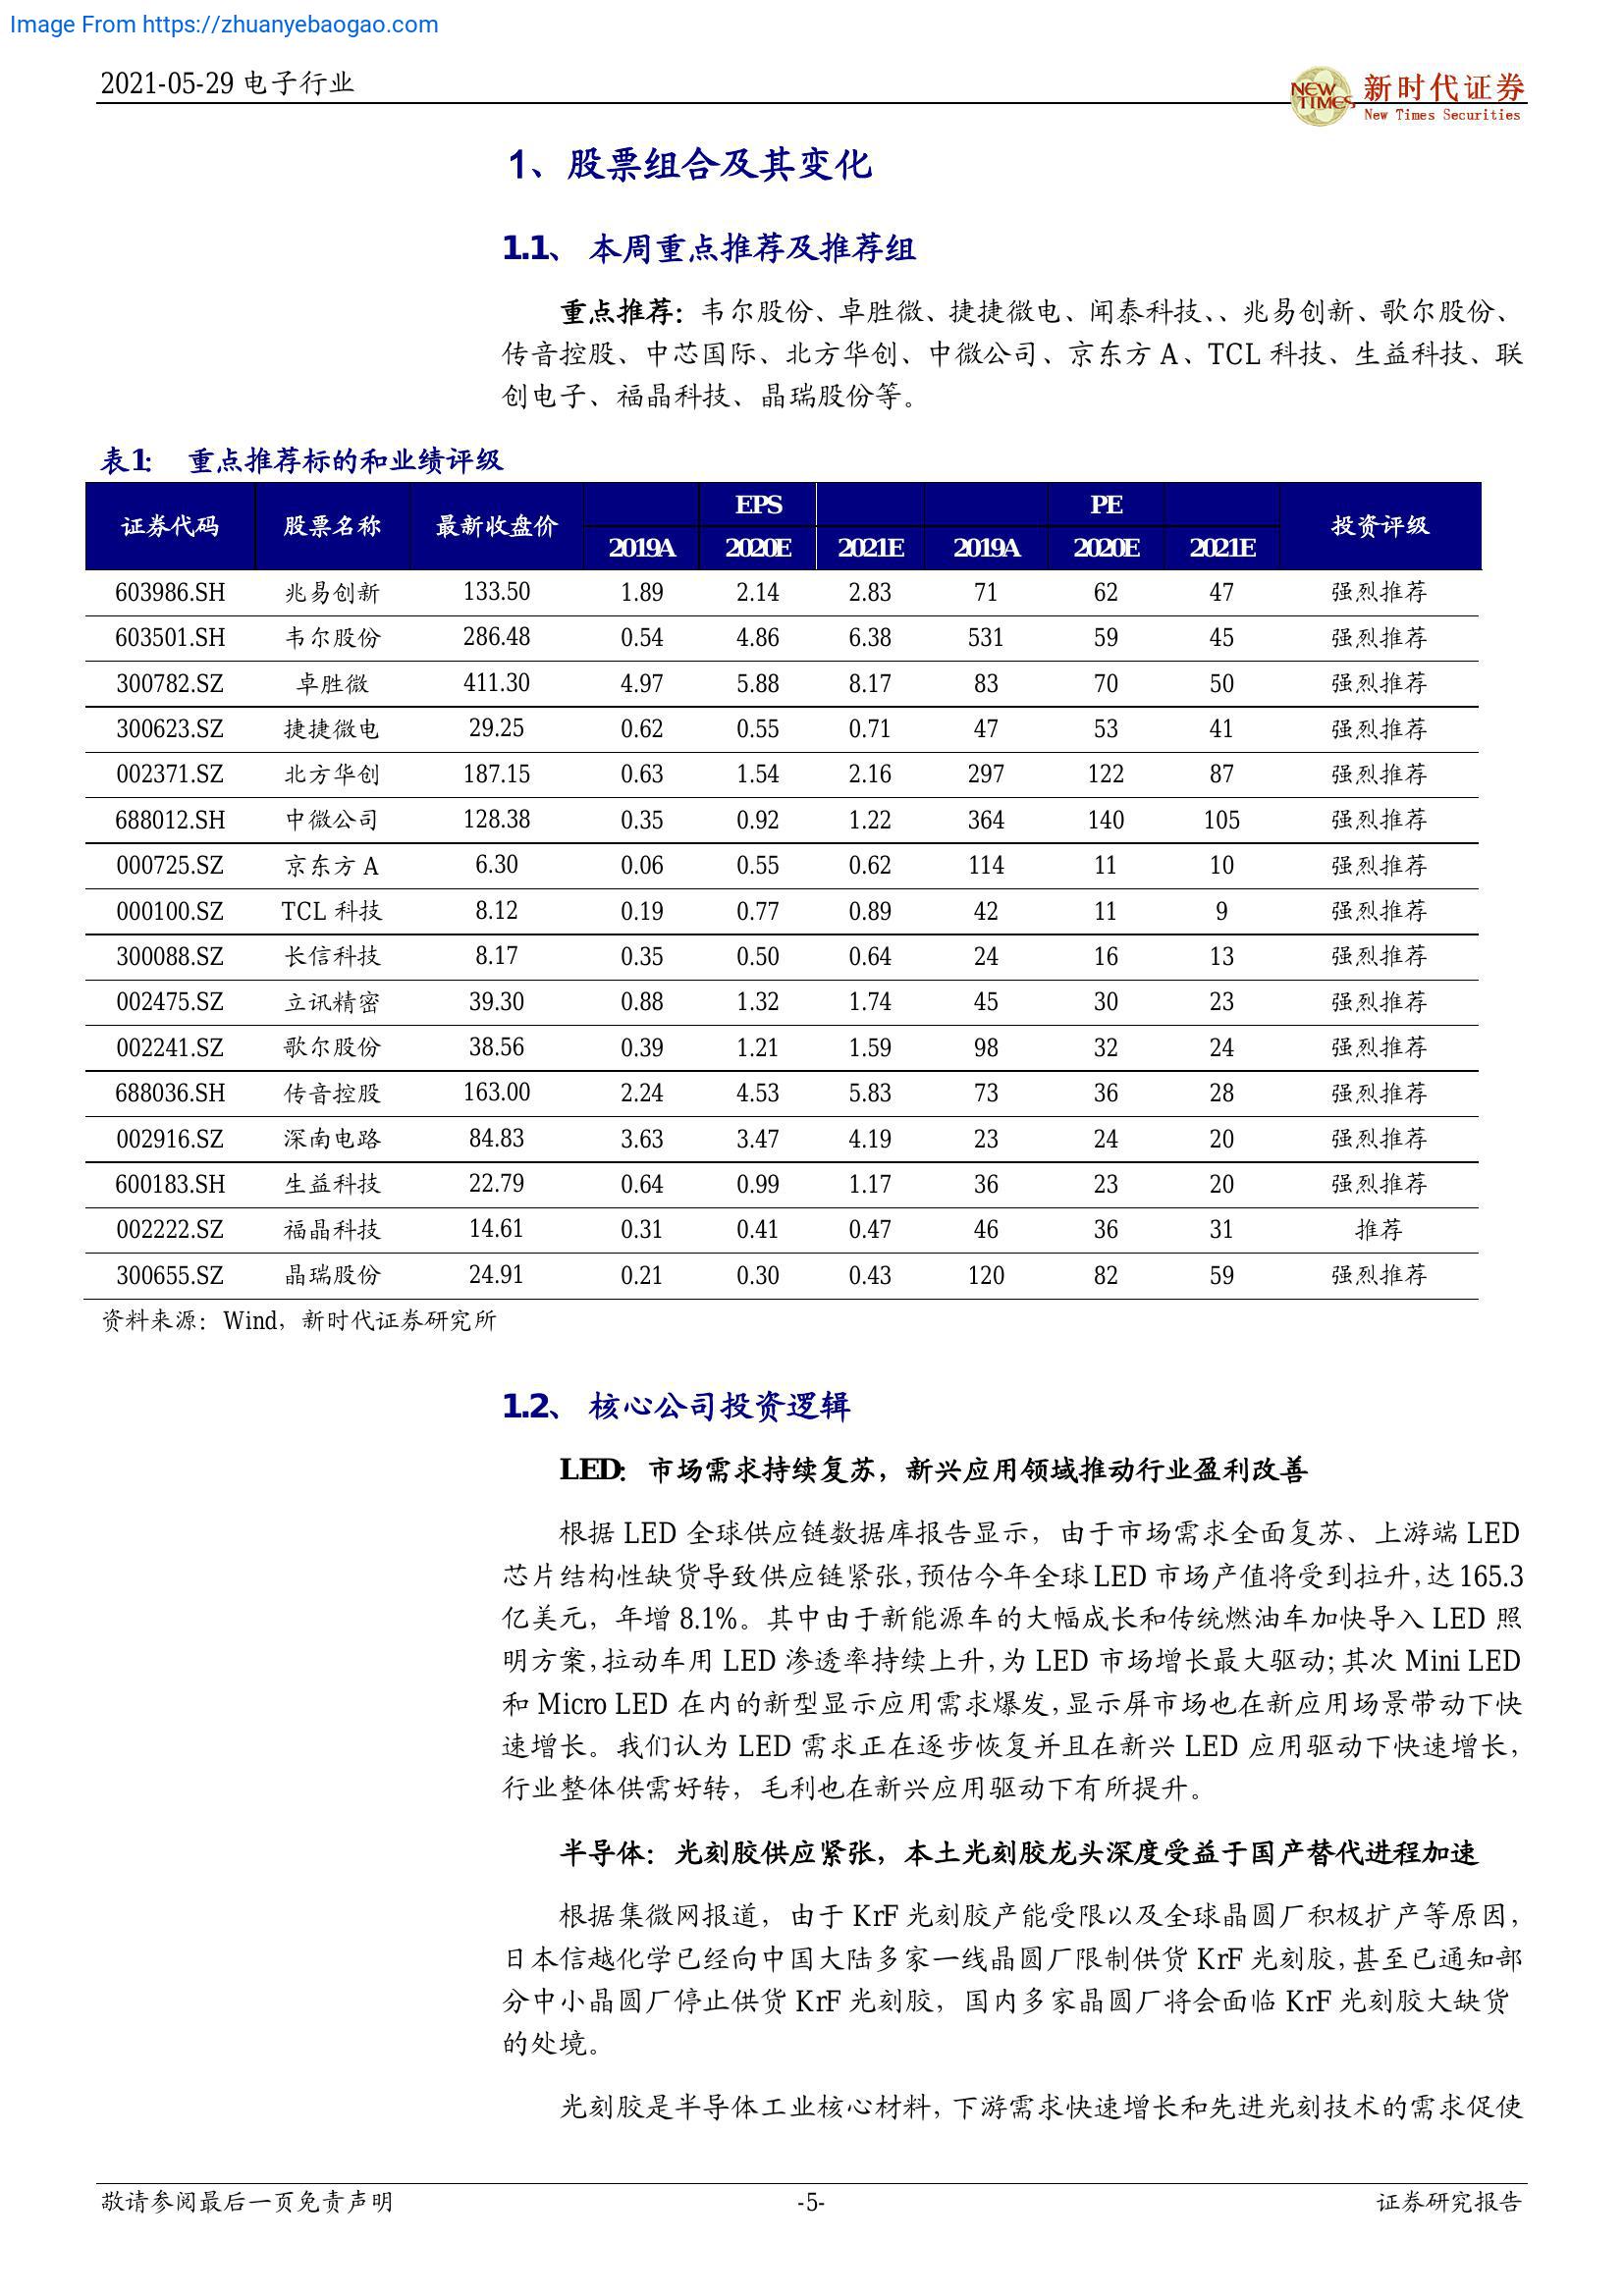 Image From https://zhuanyebaogao.com
2021-05-29 电子行业
NEW TIMES 新时代证券
New Times Securities
1、股票组合及其变化
1.1、 本周重点推荐及推荐组
重点推荐：韦尔股份、卓胜微、捷捷微电、闻泰科技、、兆易创新、歌尔股份、
传音控股、中芯国际、北方华创、中微公司、京东方 A、TCL 科技、生益科技、联
创电子、福晶科技、晶瑞股份等。
表1： 重点推荐标的和业绩评级
证券代码 股票名称 最新收盘价 EPS PE 投资评级
2019A 2020E 2021E 2019A 2020E 2021E
603986.SH 兆易创新 133.50 1.89 2.14 2.83 71 62 47 强烈推荐
603501.SH 韦尔股份 286.48 0.54 4.86 6.38 531 59 45 强烈推荐
300782.SZ 卓胜微 411.30 4.97 5.88 8.17 83 70 50 强烈推荐
300623.SZ 捷捷微电 29.25 0.62 0.55 0.71 47 53 41 强烈推荐
002371.SZ 北方华创 187.15 0.63 1.54 2.16 297 122 87 强烈推荐
688012.SH 中微公司 128.38 0.35 0.92 1.22 364 140 105 强烈推荐
000725.SZ 京东方 A 6.30 0.06 0.55 0.62 114 11 10 强烈推荐
000100.SZ TCL 科技 8.12 0.19 0.77 0.89 42 11 9 强烈推荐
300088.SZ 长信科技 8.17 0.35 0.50 0.64 24 16 13 强烈推荐
002475.SZ 立讯精密 39.30 0.88 1.32 1.74 45 30 23 强烈推荐
002241.SZ 歌尔股份 38.56 0.39 1.21 1.59 98 32 24 强烈推荐
688036.SH 传音控股 163.00 2.24 4.53 5.83 73 36 28 强烈推荐
002916.SZ 深南电路 84.83 3.63 3.47 4.19 23 24 20 强烈推荐
600183.SH 生益科技 22.79 0.64 0.99 1.17 36 23 20 强烈推荐
002222.SZ 福晶科技 14.61 0.31 0.41 0.47 46 36 31 推荐
300655.SZ 晶瑞股份 24.91 0.21 0.30 0.43 120 82 59 强烈推荐
资料来源：Wind，新时代证券研究所
1.2、 核心公司投资逻辑
LED：市场需求持续复苏，新兴应用领域推动行业盈利改善
根据 LED 全球供应链数据库报告显示，由于市场需求全面复苏、上游端 LED
芯片结构性缺货导致供应链紧张，预估今年全球 LED 市场产值将受到拉升，达 165.3
亿美元，年增 8.1%。其中由于新能源车的大幅成长和传统燃油车加快导入 LED 照
明方案，拉动车用 LED 渗透率持续上升，为 LED 市场增长最大驱动；其次 Mini LED
和 Micro LED 在内的新型显示应用需求爆发，显示屏市场也在新应用场景带动下快
速增长。我们认为 LED 需求正在逐步恢复并且在新兴 LED 应用驱动下快速增长，
行业整体供需好转，毛利也在新兴应用驱动下有所提升。
半导体：光刻胶供应紧张，本土光刻胶龙头深度受益于国产替代进程加速
根据集微网报道，由于 KrF 光刻胶产能受限以及全球晶圆厂积极扩产等原因，
日本信越化学已经向中国大陆多家一线晶圆厂限制供货 KrF 光刻胶，甚至已通知部
分中小晶圆厂停止供货 KrF 光刻胶，国内多家晶圆厂将会面临 KrF 光刻胶大缺货
的处境。
光刻胶是半导体工业核心材料，下游需求快速增长和先进光刻技术的需求促使
敬请参阅最后一页免责声明 -5- 证券研究报告